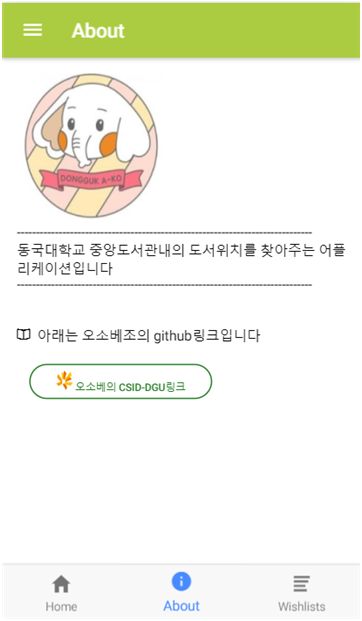 About
DONGGUK A-KO
동국대학교 중앙도서관내의 도서위치를 찾아주는 어플
리케이션입니다
아래는 오소베조의 github링크입니다
오소베의 CSID-DGU링크
Home About Wishlists